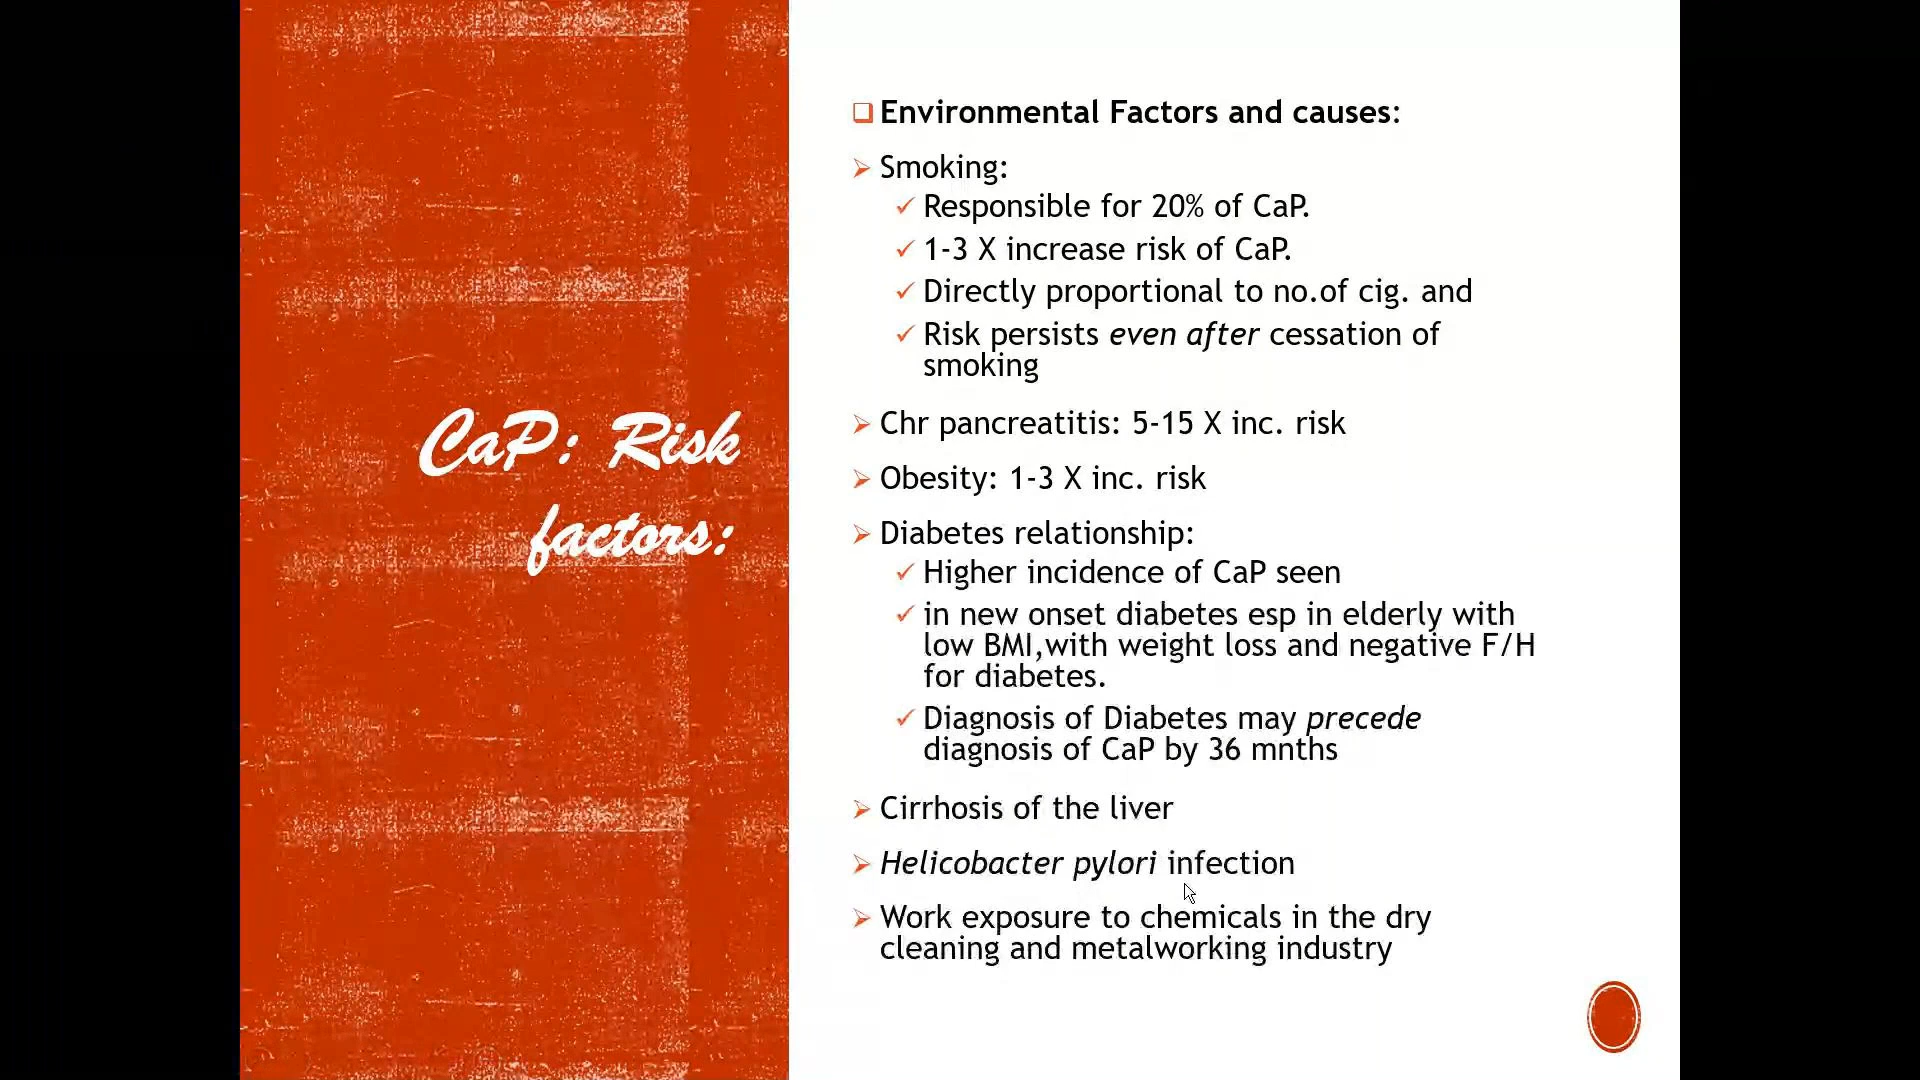 CaP: Risk
factors:
Environmental Factors and causes:
Smoking:
Responsible for 20% of CaP.
1-3 X increase risk of CaP.
Directly proportional to no.of cig. and
Risk persists even after cessation of
smoking
Chr pancreatitis: 5-15 X inc. risk
Obesity: 1-3 X inc. risk
Diabetes relationship:
Higher incidence of CaP seen
in new onset diabetes esp in elderly with
low BMI,with weight loss and negative F/H
for diabetes.
Diagnosis of Diabetes may precede
diagnosis of CaP by 36 mnths
Cirrhosis of the liver
Helicobacter pylori infection
Work exposure to chemicals in the dry
cleaning and metalworking industry